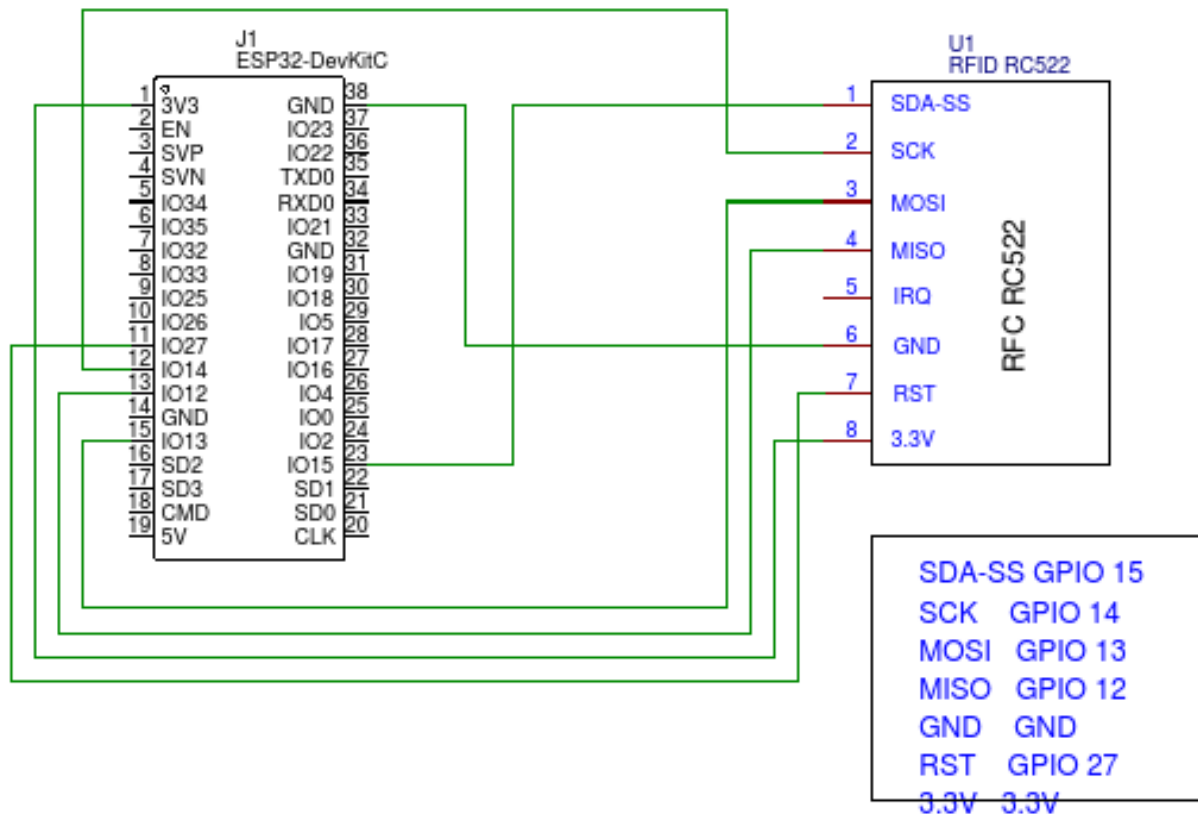 J1
ESP32-DevKitC
1 3V3
2 EN
3 SVP
4 SVN
5 IO34
6 IO35
7 IO32
8 IO33
9 IO25
10 IO26
11 IO27
12 IO14
13 IO12
14 GND
15 IO13
16 SD2
17 SD3
18 CMD
19 5V
GND 38
IO23 37
IO22 36
TXD0 35
RXD0 34
IO21 33
GND 32
IO19 31
IO18 30
IO5 29
IO17 28
IO16 27
IO4 26
IO0 25
IO2 24
IO15 23
SD1 22
SD0 21
CLK 20
U1
RFID RC522
1 SDA-SS
2 SCK
3 MOSI
4 MISO
5 IRQ
6 GND
7 RST
8 3.3V
RFC RC522
SDA-SS GPIO 15
SCK GPIO 14
MOSI GPIO 13
MISO GPIO 12
GND GND
RST GPIO 27
3.3V 3.3V